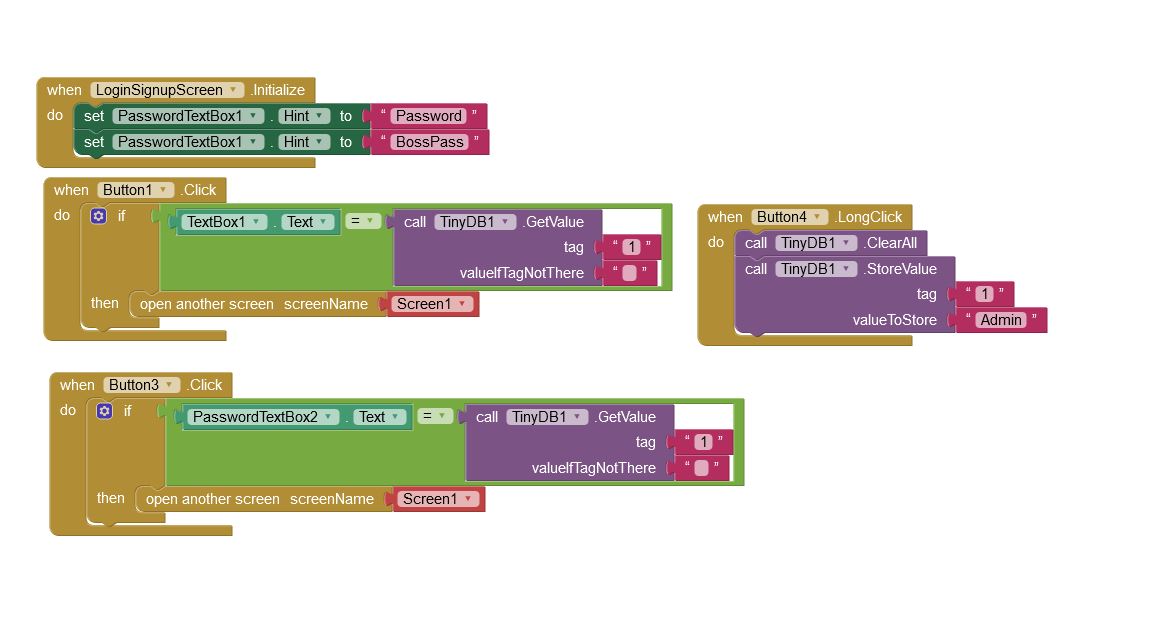 when LoginSignupScreen .Initialize
do set PasswordTextBox1 . Hint to “ Password ”
set PasswordTextBox1 . Hint to “ BossPass ”
when Button1 .Click
do if TextBox1 . Text = call TinyDB1 .GetValue
tag “ 1 ”
valueIfTagNotThere “ ”
then open another screen screenName Screen1
when Button4 .LongClick
do call TinyDB1 .ClearAll
call TinyDB1 .StoreValue
tag “ 1 ”
valueToStore “ Admin ”
when Button3 .Click
do if PasswordTextBox2 . Text = call TinyDB1 .GetValue
tag “ 1 ”
valueIfTagNotThere “ ”
then open another screen screenName Screen1